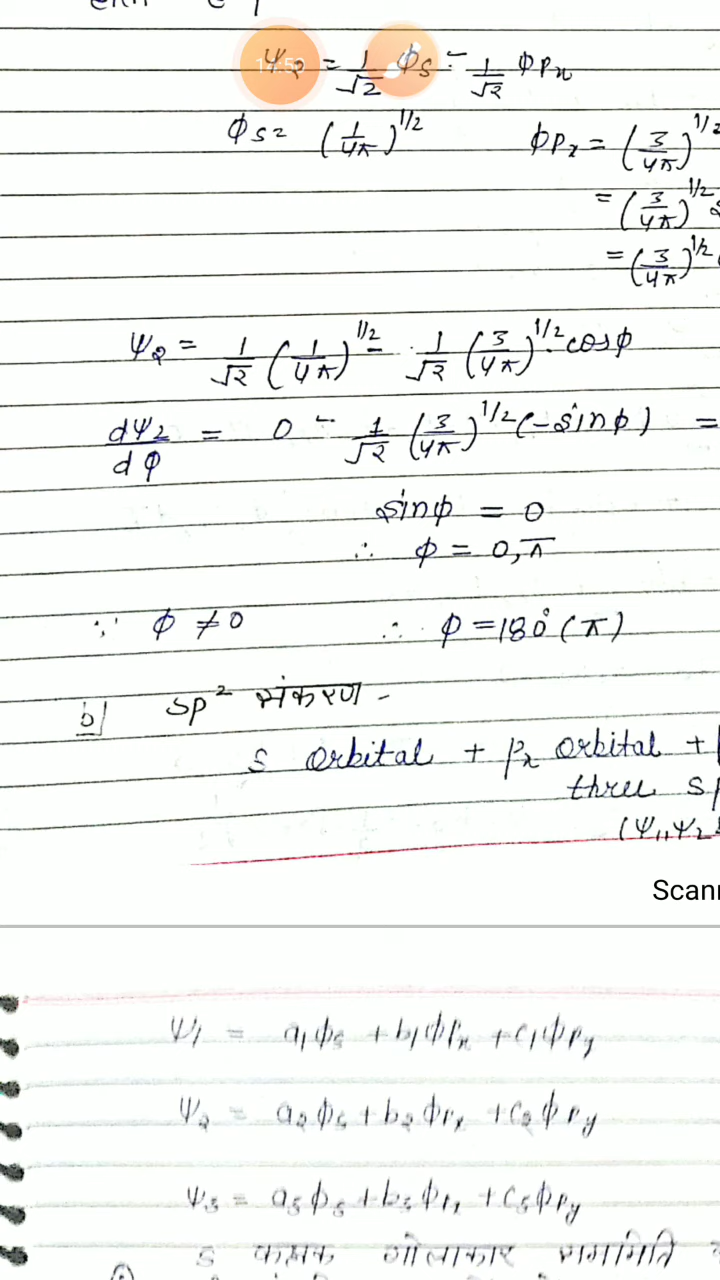 Ψ₂ = 1/√2 ϕs - 1/√2 ϕPx
ϕs = (1/4π)^1/2 ϕPx = (3/4π)^1/2
= (3/4π)^1/2
= (3/4π)^1/2
Ψ₂ = 1/√2 (1/4π)^1/2 - 1/√2 (3/4π)^1/2 · cosϕ
dΨ₂/dϕ = 0 - 1/√2 (3/4π)^1/2 (-sinϕ) =
sinϕ = 0
∴ ϕ = 0, π
∵ ϕ ≠ 0 ∴ ϕ = 180° (π)
b) sp² संकरण -
s orbital + Px orbital +
three
(Ψ₁, Ψ₂
Scann
Ψ₁ = a₁ϕs + b₁ϕPx + c₁ϕPy
Ψ₂ = a₂ϕs + b₂ϕPx + c₂ϕPy
Ψ₃ = a₃ϕs + b₃ϕPx + c₃ϕPy
s कक्षक गोलाकार